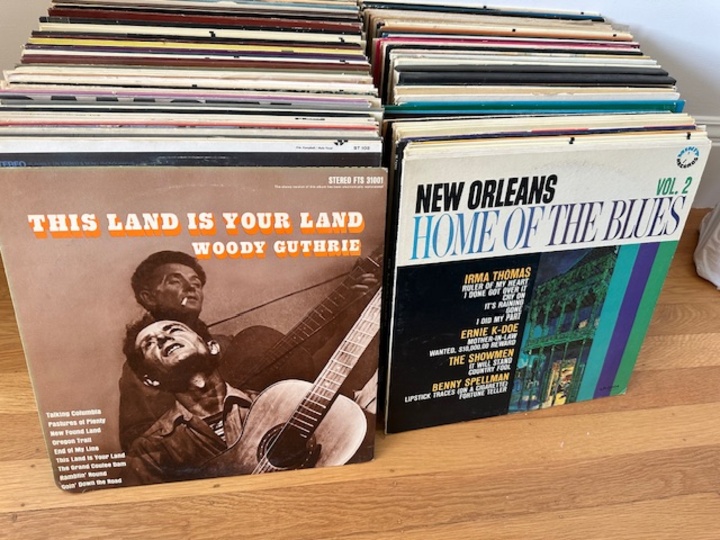 STEREO
ST 105
STEREO FTS 31001
THIS LAND IS YOUR LAND
WOODY GUTHRIE
Talking Columbia
Pastures of Plenty
New Found Land
Oregon Trail
End of My Line
This Land is Your Land
The Grand Coulee Dam
Ramblin' Round
Goin' Down the Road
NEW ORLEANS
VOL. 2
HOME OF THE BLUES
IRMA THOMAS
RULER OF MY HEART
I DONE GOT OVER IT
CRY ON
IT'S RAINING
GONE
I DID MY PART
ERNIE K-DOE
MOTHER-IN-LAW
WANTED, $10,000.00 REWARD
THE SHOWMEN
IT WILL STAND
COUNTRY FOOL
BENNY SPELLMAN
LIPSTICK TRACES (ON A CIGARETTE)
FORTUNE TELLER